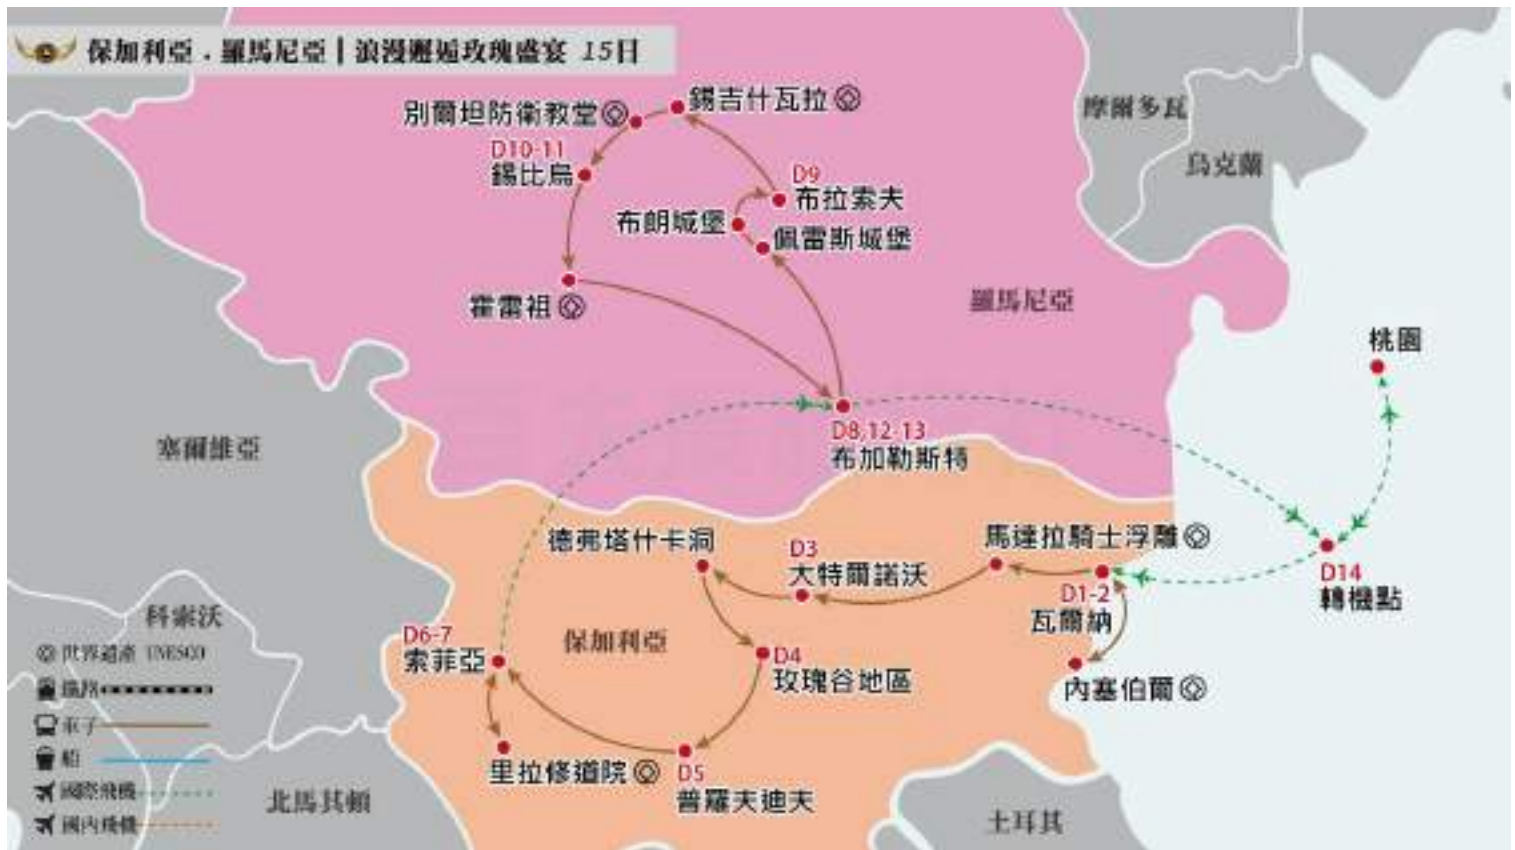 保加利亞．羅馬尼亞｜浪漫邂逅玫瑰盛宴 15日
摩爾多瓦
烏克蘭
別爾坦防衛教堂
錫吉什瓦拉
D10-11
錫比烏
D9
布拉索夫
布朗城堡
佩雷斯城堡
霍雷祖
羅馬尼亞
桃園
塞爾維亞
D8,12-13
布加勒斯特
德弗塔什卡洞
D3
大特爾諾沃
馬達拉騎士浮雕
D1-2
瓦爾納
D14
轉機點
科索沃
D6-7
索菲亞
保加利亞
D4
玫瑰谷地區
內塞伯爾
里拉修道院
D5
普羅夫迪夫
北馬其頓
土耳其
世界遺產 UNESCO
鐵路
車子
船
國際飛機
國內飛機